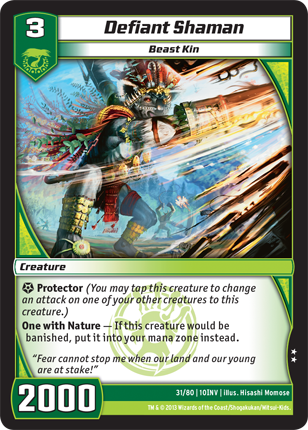 3
Defiant Shaman
Beast Kin
Creature
Protector (You may tap this creature to change
an attack on one of your other creatures to this
creature.)
One with Nature — If this creature would be
banished, put it into your mana zone instead.
"Fear cannot stop me when our land and our young
are at stake!"
2000
31/80 | 10INV | illus. Hisashi Momose
TM & © 2013 Wizards of the Coast/Shogakukan/Mitsui-Kids.